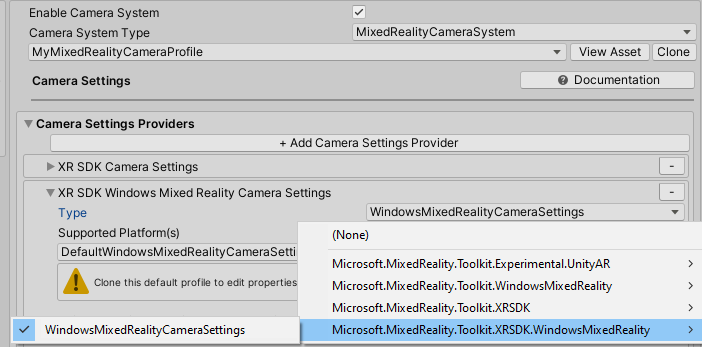 Enable Camera System
Camera System Type MixedRealityCameraSystem
MyMixedRealityCameraProfile View Asset Clone
Camera Settings Documentation
Camera Settings Providers
+ Add Camera Settings Provider
XR SDK Camera Settings -
XR SDK Windows Mixed Reality Camera Settings -
Type WindowsMixedRealityCameraSettings
Supported Platform(s) (None)
DefaultWindowsMixedRealityCameraSetti
Clone this default profile to edit properties
Microsoft.MixedReality.Toolkit.Experimental.UnityAR
Microsoft.MixedReality.Toolkit.WindowsMixedReality
Microsoft.MixedReality.Toolkit.XRSDK
Microsoft.MixedReality.Toolkit.XRSDK.WindowsMixedReality
WindowsMixedRealityCameraSettings